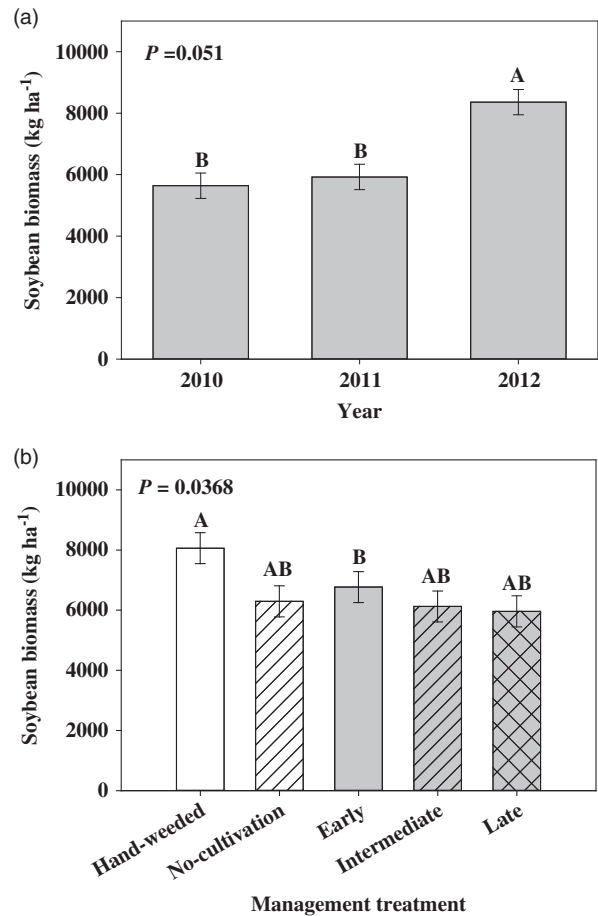 (a)
P =0.051
Soybean biomass (kg ha-1)
10000
8000
6000
4000
2000
0
B
B
A
2010 2011 2012
Year
(b)
P = 0.0368
Soybean biomass (kg ha-1)
10000
8000
6000
4000
2000
0
A
AB
B
AB
AB
Hand-weeded
No-cultivation
Early
Intermediate
Late
Management treatment